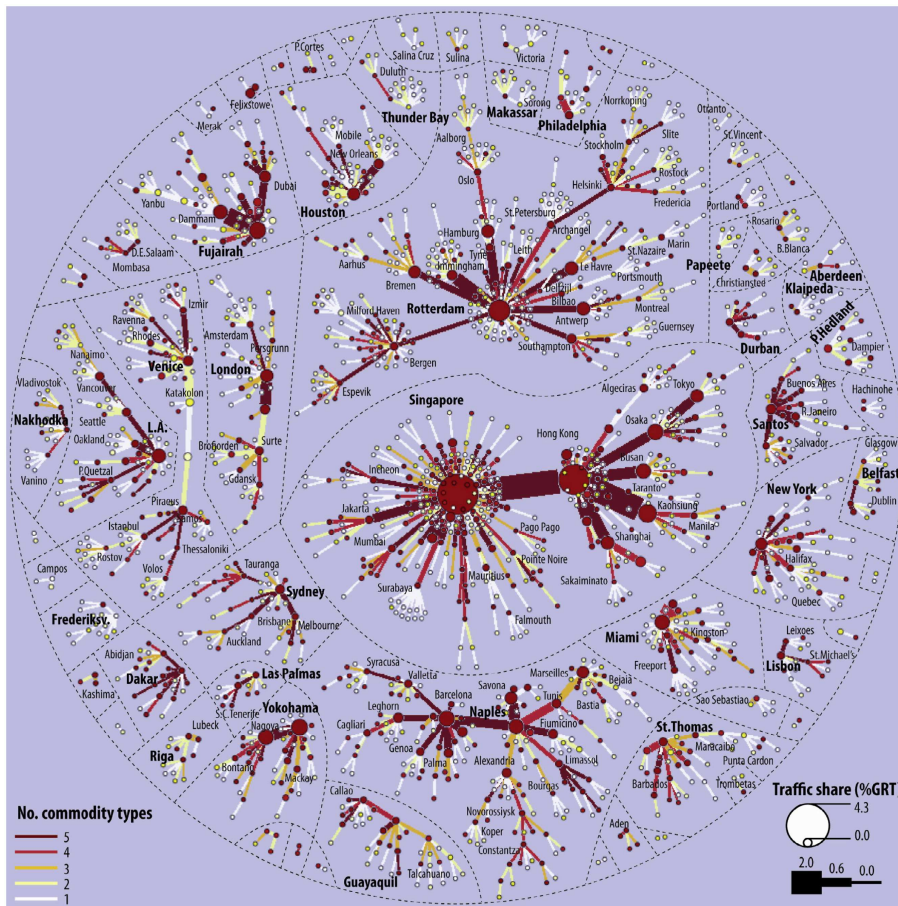 P.Cortes
Salina Cruz
Sulina
Victoria
Duluth
Felixstowe
Thunder Bay
Makassar
Sorong
Norrkoping
Otranto
Merak
Mobile
Philadelphia
Aalborg
Slite
St.Vincent
New Orleans
Stockholm
Yanbu
Dubai
Oslo
Helsinki
Rostock
Portland
Fredericia
Houston
St.Petersburg
Dammam
Hamburg
Archangel
Rosario
Fujairah
Tyne
Leith
St.Nazaire
Marin
B.Blanca
D.E.Salaam
Aarhus
Immingham
Le Havre
Papeete
Aberdeen
Mombasa
Bremen
Delfzijl
Portsmouth
Christiansted
Klaipeda
Izmir
Milford Haven
Rotterdam
Bilbao
Montreal
Ravenna
Amsterdam
Antwerp
Guernsey
P.Hedland
Rhodes
Porsgrunn
Southampton
Durban
Dampier
Nanaimo
Venice
London
Bergen
Vladivostok
Vancouver
Espevik
Algeciras
Tokyo
Buenos Aires
Hachinohe
Katakolon
Singapore
Nakhodka
Seattle
L.A.
Osaka
R.Janeiro
Oakland
Hong Kong
Santos
Surte
Busan
Salvador
Glasgow
P.Quetzal
Brofjorden
Incheon
Taranto
Belfast
Vanino
Gdansk
New York
Kaohsiung
Dublin
Piraeus
Jakarta
Pago Pago
Manila
Istanbul
Mumbai
Shanghai
Rostov
Thessaloniki
Pointe Noire
Halifax
Campos
Volos
Tauranga
Mauritius
Sakaiminato
Surabaya
Quebec
Sydney
Frederiksy.
Brisbane
Melbourne
Falmouth
Auckland
Miami
Kingston
Leixoes
Abidjan
Syracusa
Marseilles
St.Michael's
Dakar
Las Palmas
Valletta
Savona
Bejaia
Freeport
Lisbon
Kashima
Barcelona
Tunis
Bastia
Sao Sebastiao
S.C.Tenerife
Yokohama
Leghorn
Naples
Lubeck
Nagoya
Cagliari
Fiumicino
St.Thomas
Riga
Genoa
Alexandria
Limassol
Maracaibo
Bontang
Palma
Bourgas
Punta Cardon
Mackay
Barbados
Trombetas
Callao
Novorossiysk
Koper
Aden
Constantza
Guayaquil
Talcahuano
No. commodity types
5
4
3
2
1
Traffic share (%GRT)
4.3
0.0
2.0
0.6
0.0